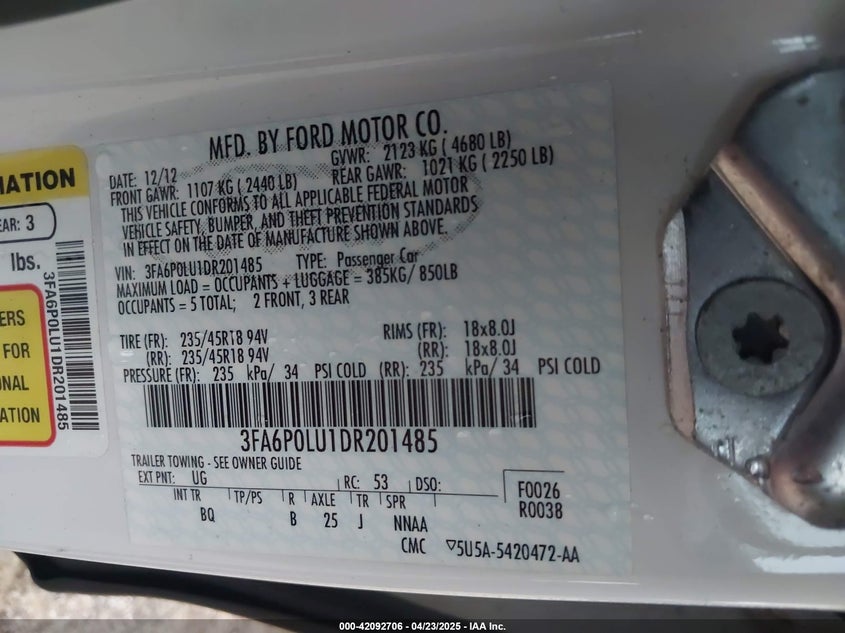 MFD. BY FORD MOTOR CO.
DATE: 12/12 GVWR: 2123 KG ( 4680 LB)
FRONT GAWR: 1107 KG ( 2440 LB) REAR GAWR: 1021 KG ( 2250 LB)
THIS VEHICLE CONFORMS TO ALL APPLICABLE FEDERAL MOTOR
VEHICLE SAFETY, BUMPER, AND THEFT PREVENTION STANDARDS
IN EFFECT ON THE DATE OF MANUFACTURE SHOWN ABOVE.
VIN: 3FA6P0LU1DR201485 TYPE: Passenger Car
MAXIMUM LOAD = OCCUPANTS + LUGGAGE = 385KG/ 850LB
OCCUPANTS = 5 TOTAL; 2 FRONT, 3 REAR
TIRE (FR): 235/45R18 94V RIMS (FR): 18x8.0J
(RR): 235/45R18 94V (RR): 18x8.0J
PRESSURE (FR): 235 kPa/ 34 PSI COLD (RR): 235 kPa/ 34 PSI COLD
3FA6P0LU1DR201485
TRAILER TOWING - SEE OWNER GUIDE
EXT PNT: UG RC: 53 DSO:
INT TR TP/PS R AXLE TR SPR
BQ B 25 J NNAA
F0026
R0038
CMC ▽5U5A-5420472-AA
MATION
EAR: 3
lbs.
ERS
FOR
ONAL
ATION
3FA6P0LU1DR201485
000-42092706 - 04/23/2025 - IAA Inc.